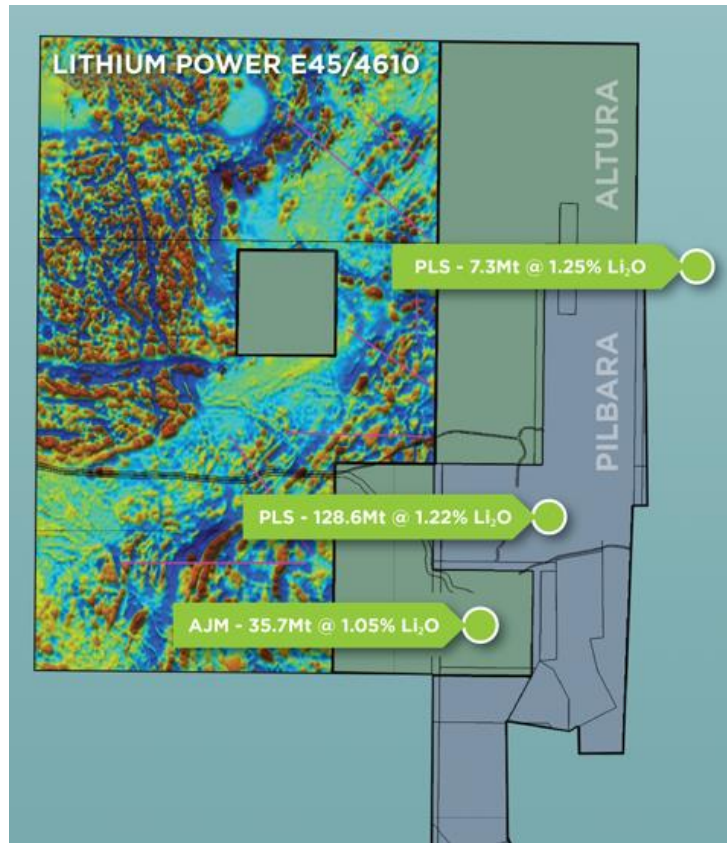 LITHIUM POWER E45/4610
ALTURA
PLS - 7.3Mt @ 1.25% Li₂O
PILBARA
PLS - 128.6Mt @ 1.22% Li₂O
AJM - 35.7Mt @ 1.05% Li₂O